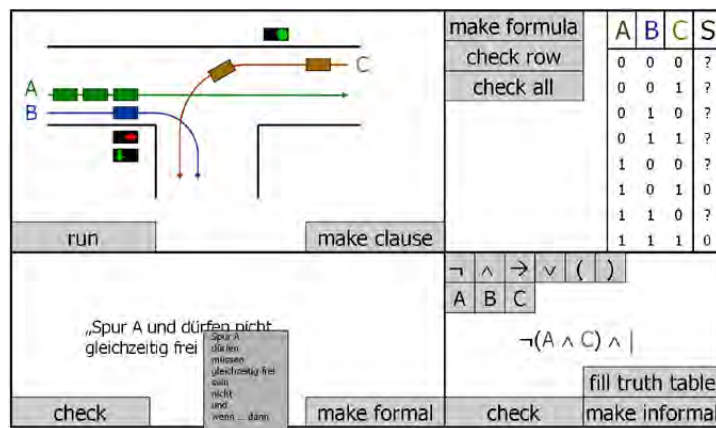 A
B
C
run
make clause
make formula
check row
check all
A B C S
0 0 0 ?
0 0 1 ?
0 1 0 ?
0 1 1 ?
1 0 0 ?
1 0 1 0
1 1 0 ?
1 1 1 0
„Spur A und dürfen nicht
gleichzeitig frei
Spur A
dürfen
müssen
gleichzeitig frei
sein
nicht
und
wenn ... dann
check
make formal
¬ ∧ → ∨ ( )
A B C
¬(A ∧ C) ∧ |
fill truth table
check
make informal